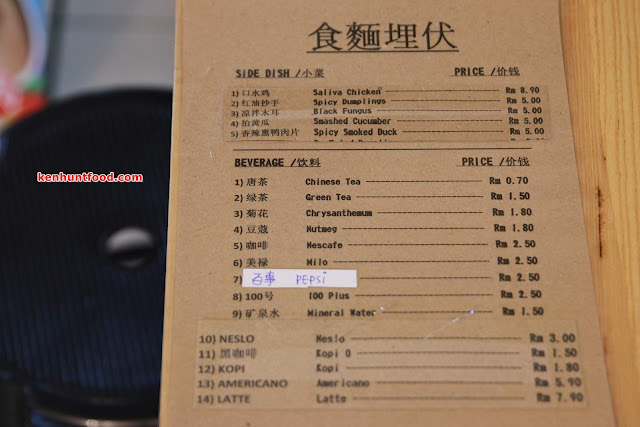 食麵埋伏
SIDE DISH /小菜 PRICE /价钱
1) 口水鸡 Saliva Chicken Rm 8.90
2) 红油抄手 Spicy Dumplings Rm 5.00
3) 凉拌木耳 Black Fungus Rm 5.00
4) 拍黄瓜 Smashed Cucumber Rm 5.00
5) 香辣熏鸭肉片 Spicy Smoked Duck Rm 5.00
BEVERAGE /饮料 PRICE /价钱
kenhuntfood.com
1) 唐茶 Chinese Tea Rm 0.70
2) 绿茶 Green Tea Rm 1.50
3) 菊花 Chrysanthemum Rm 1.80
4) 豆蔻 Nutmeg Rm 1.80
5) 咖啡 Nescafe Rm 2.50
6) 美禄 Milo Rm 2.50
7) 百事 PEPSI Rm 2.50
8) 100号 100 Plus Rm 2.50
9) 矿泉水 Mineral Water Rm 1.50
10) NESLO Neslo Rm 3.00
11) 黑咖啡 Kopi O Rm 1.50
12) KOPI Kopi Rm 1.80
13) AMERICANO Americano Rm 5.90
14) LATTE Latte Rm 7.90